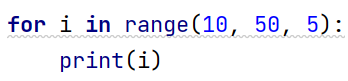 for i in range(10, 50, 5):
    print(i)